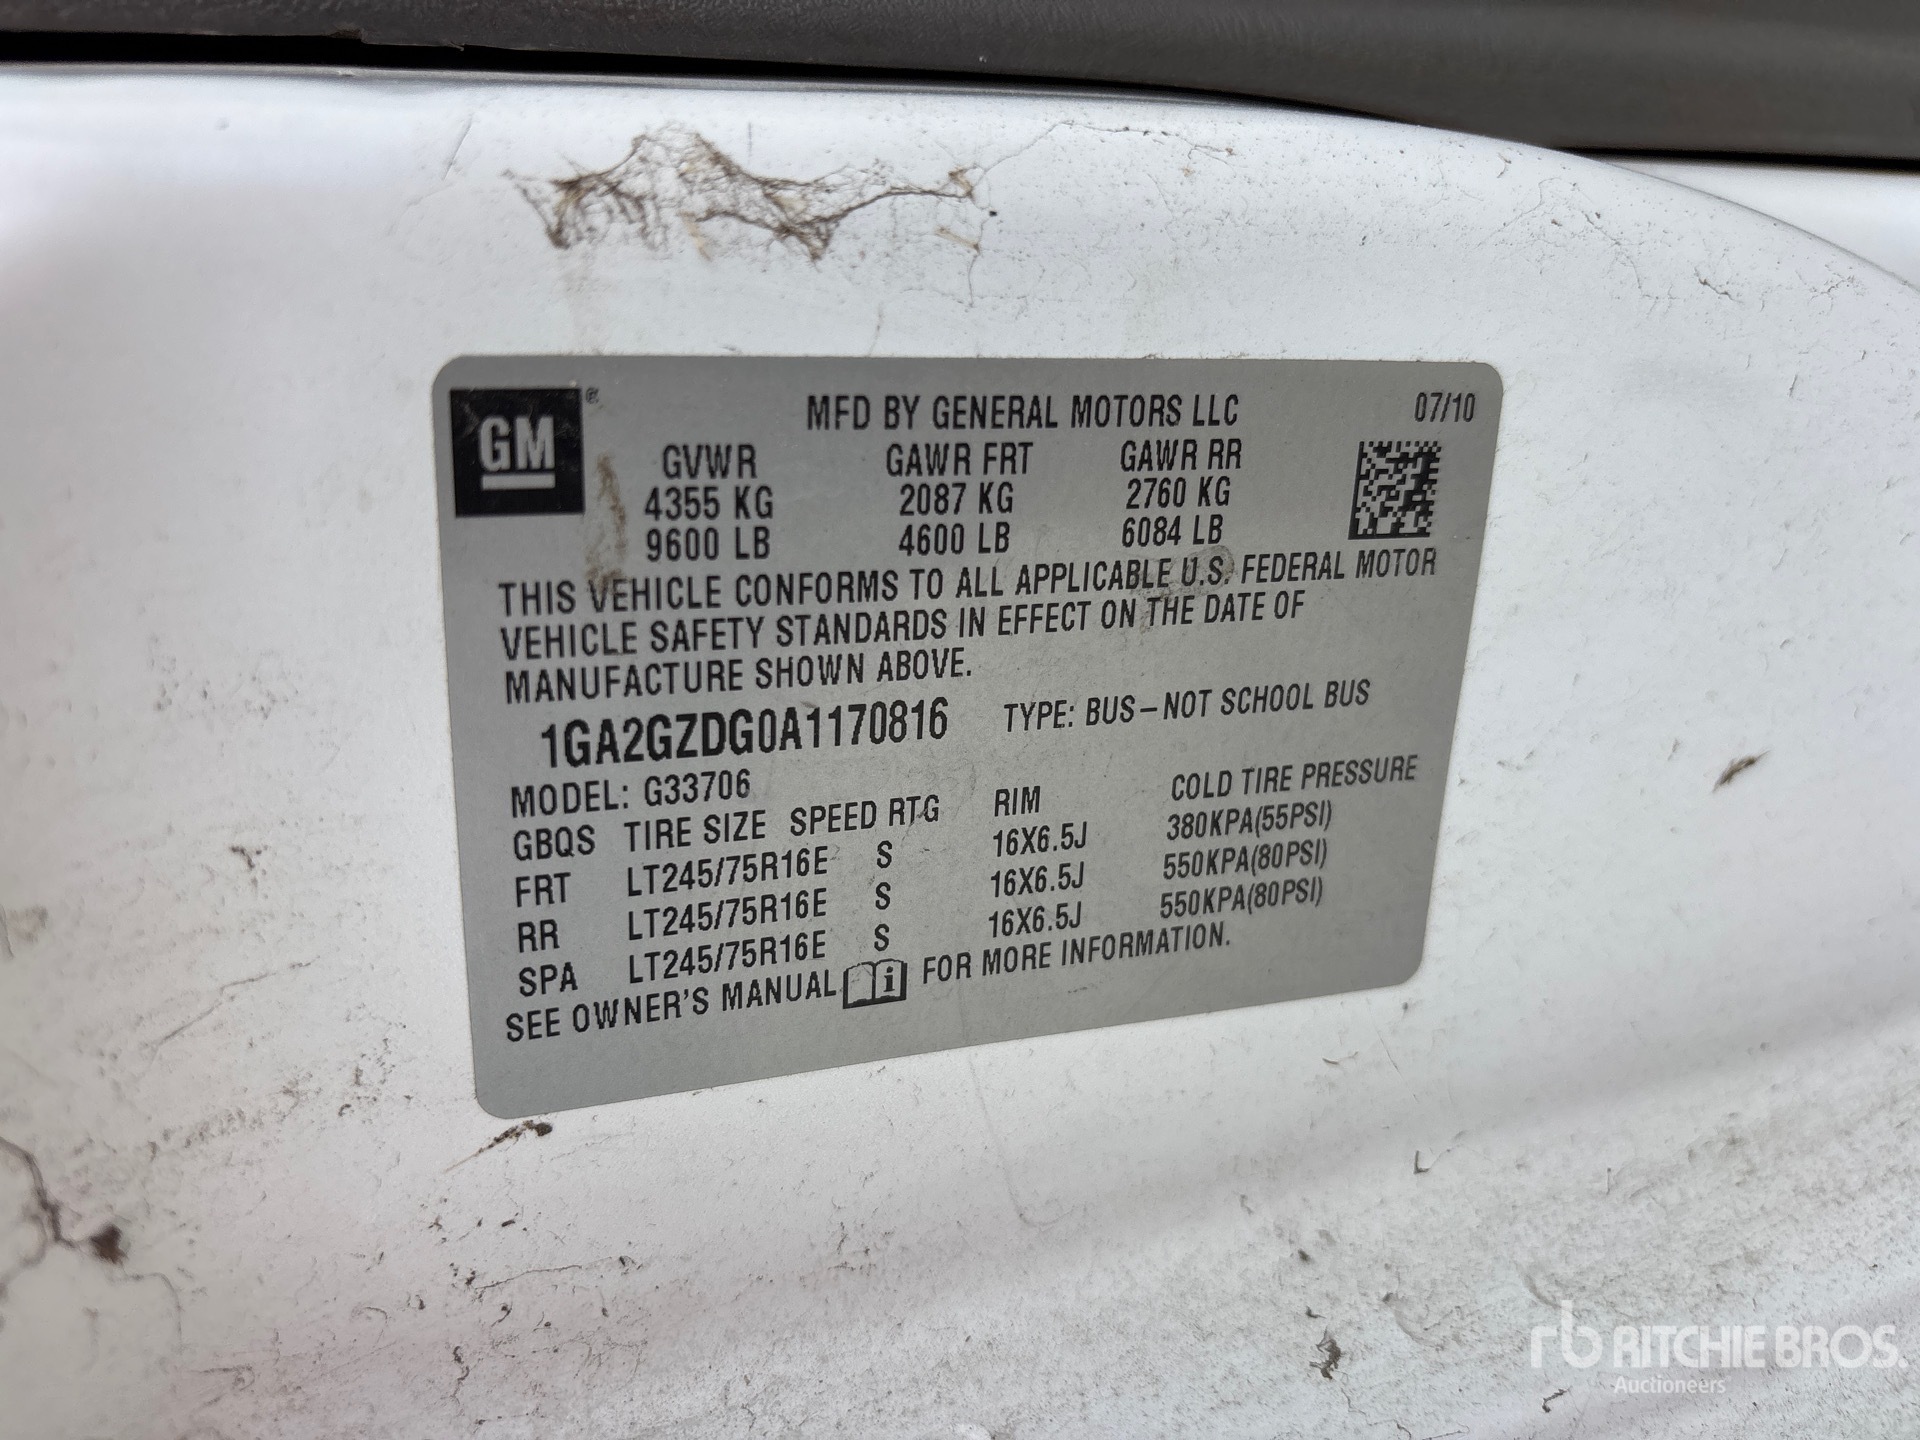 GM
MFD BY GENERAL MOTORS LLC 07/10
GVWR GAWR FRT GAWR RR
4355 KG 2087 KG 2760 KG
9600 LB 4600 LB 6084 LB
THIS VEHICLE CONFORMS TO ALL APPLICABLE U.S. FEDERAL MOTOR
VEHICLE SAFETY STANDARDS IN EFFECT ON THE DATE OF
MANUFACTURE SHOWN ABOVE.
1GA2GZDG0A1170816 TYPE: BUS-NOT SCHOOL BUS
MODEL: G33706
GBQS TIRE SIZE SPEED RTG RIM COLD TIRE PRESSURE
FRT LT245/75R16E S 16X6.5J 380KPA(55PSI)
RR LT245/75R16E S 16X6.5J 550KPA(80PSI)
SPA LT245/75R16E S 16X6.5J 550KPA(80PSI)
SEE OWNER'S MANUAL i FOR MORE INFORMATION.
rb RITCHIE BROS.
Auctioneers